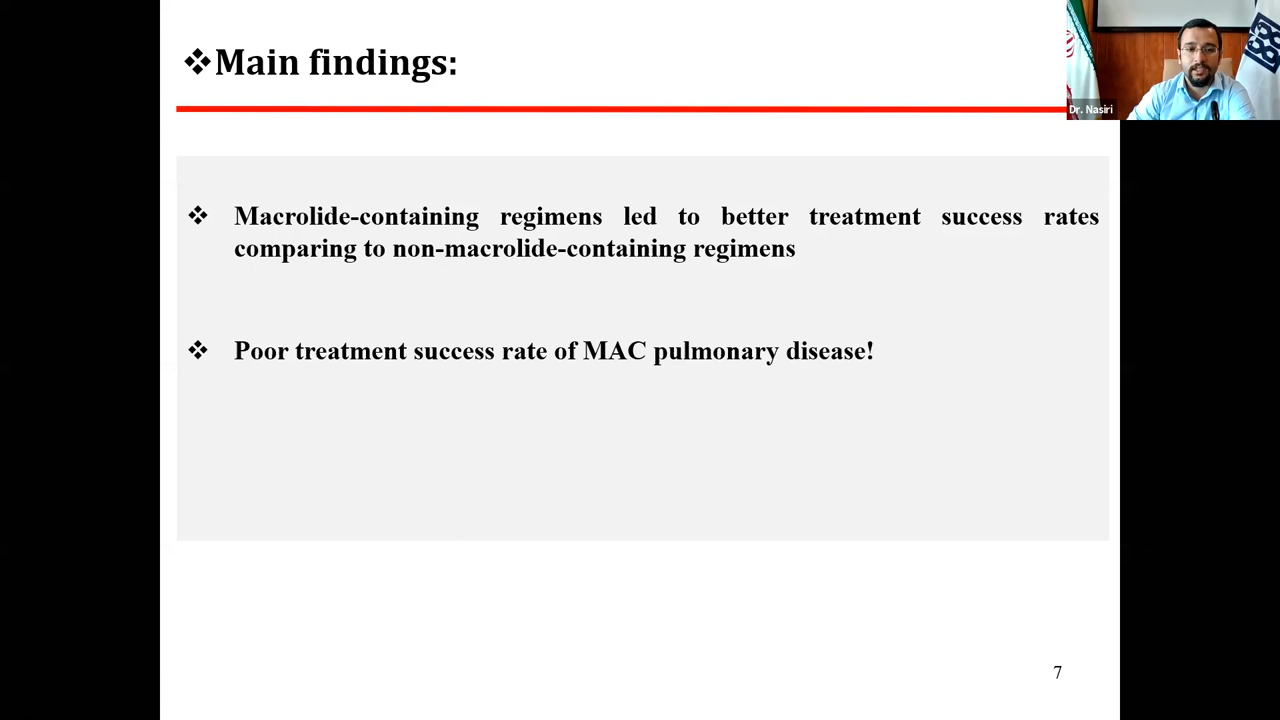 ❖Main findings:
Dr. Nasiri
❖ Macrolide-containing regimens led to better treatment success rates
comparing to non-macrolide-containing regimens
❖ Poor treatment success rate of MAC pulmonary disease!
7